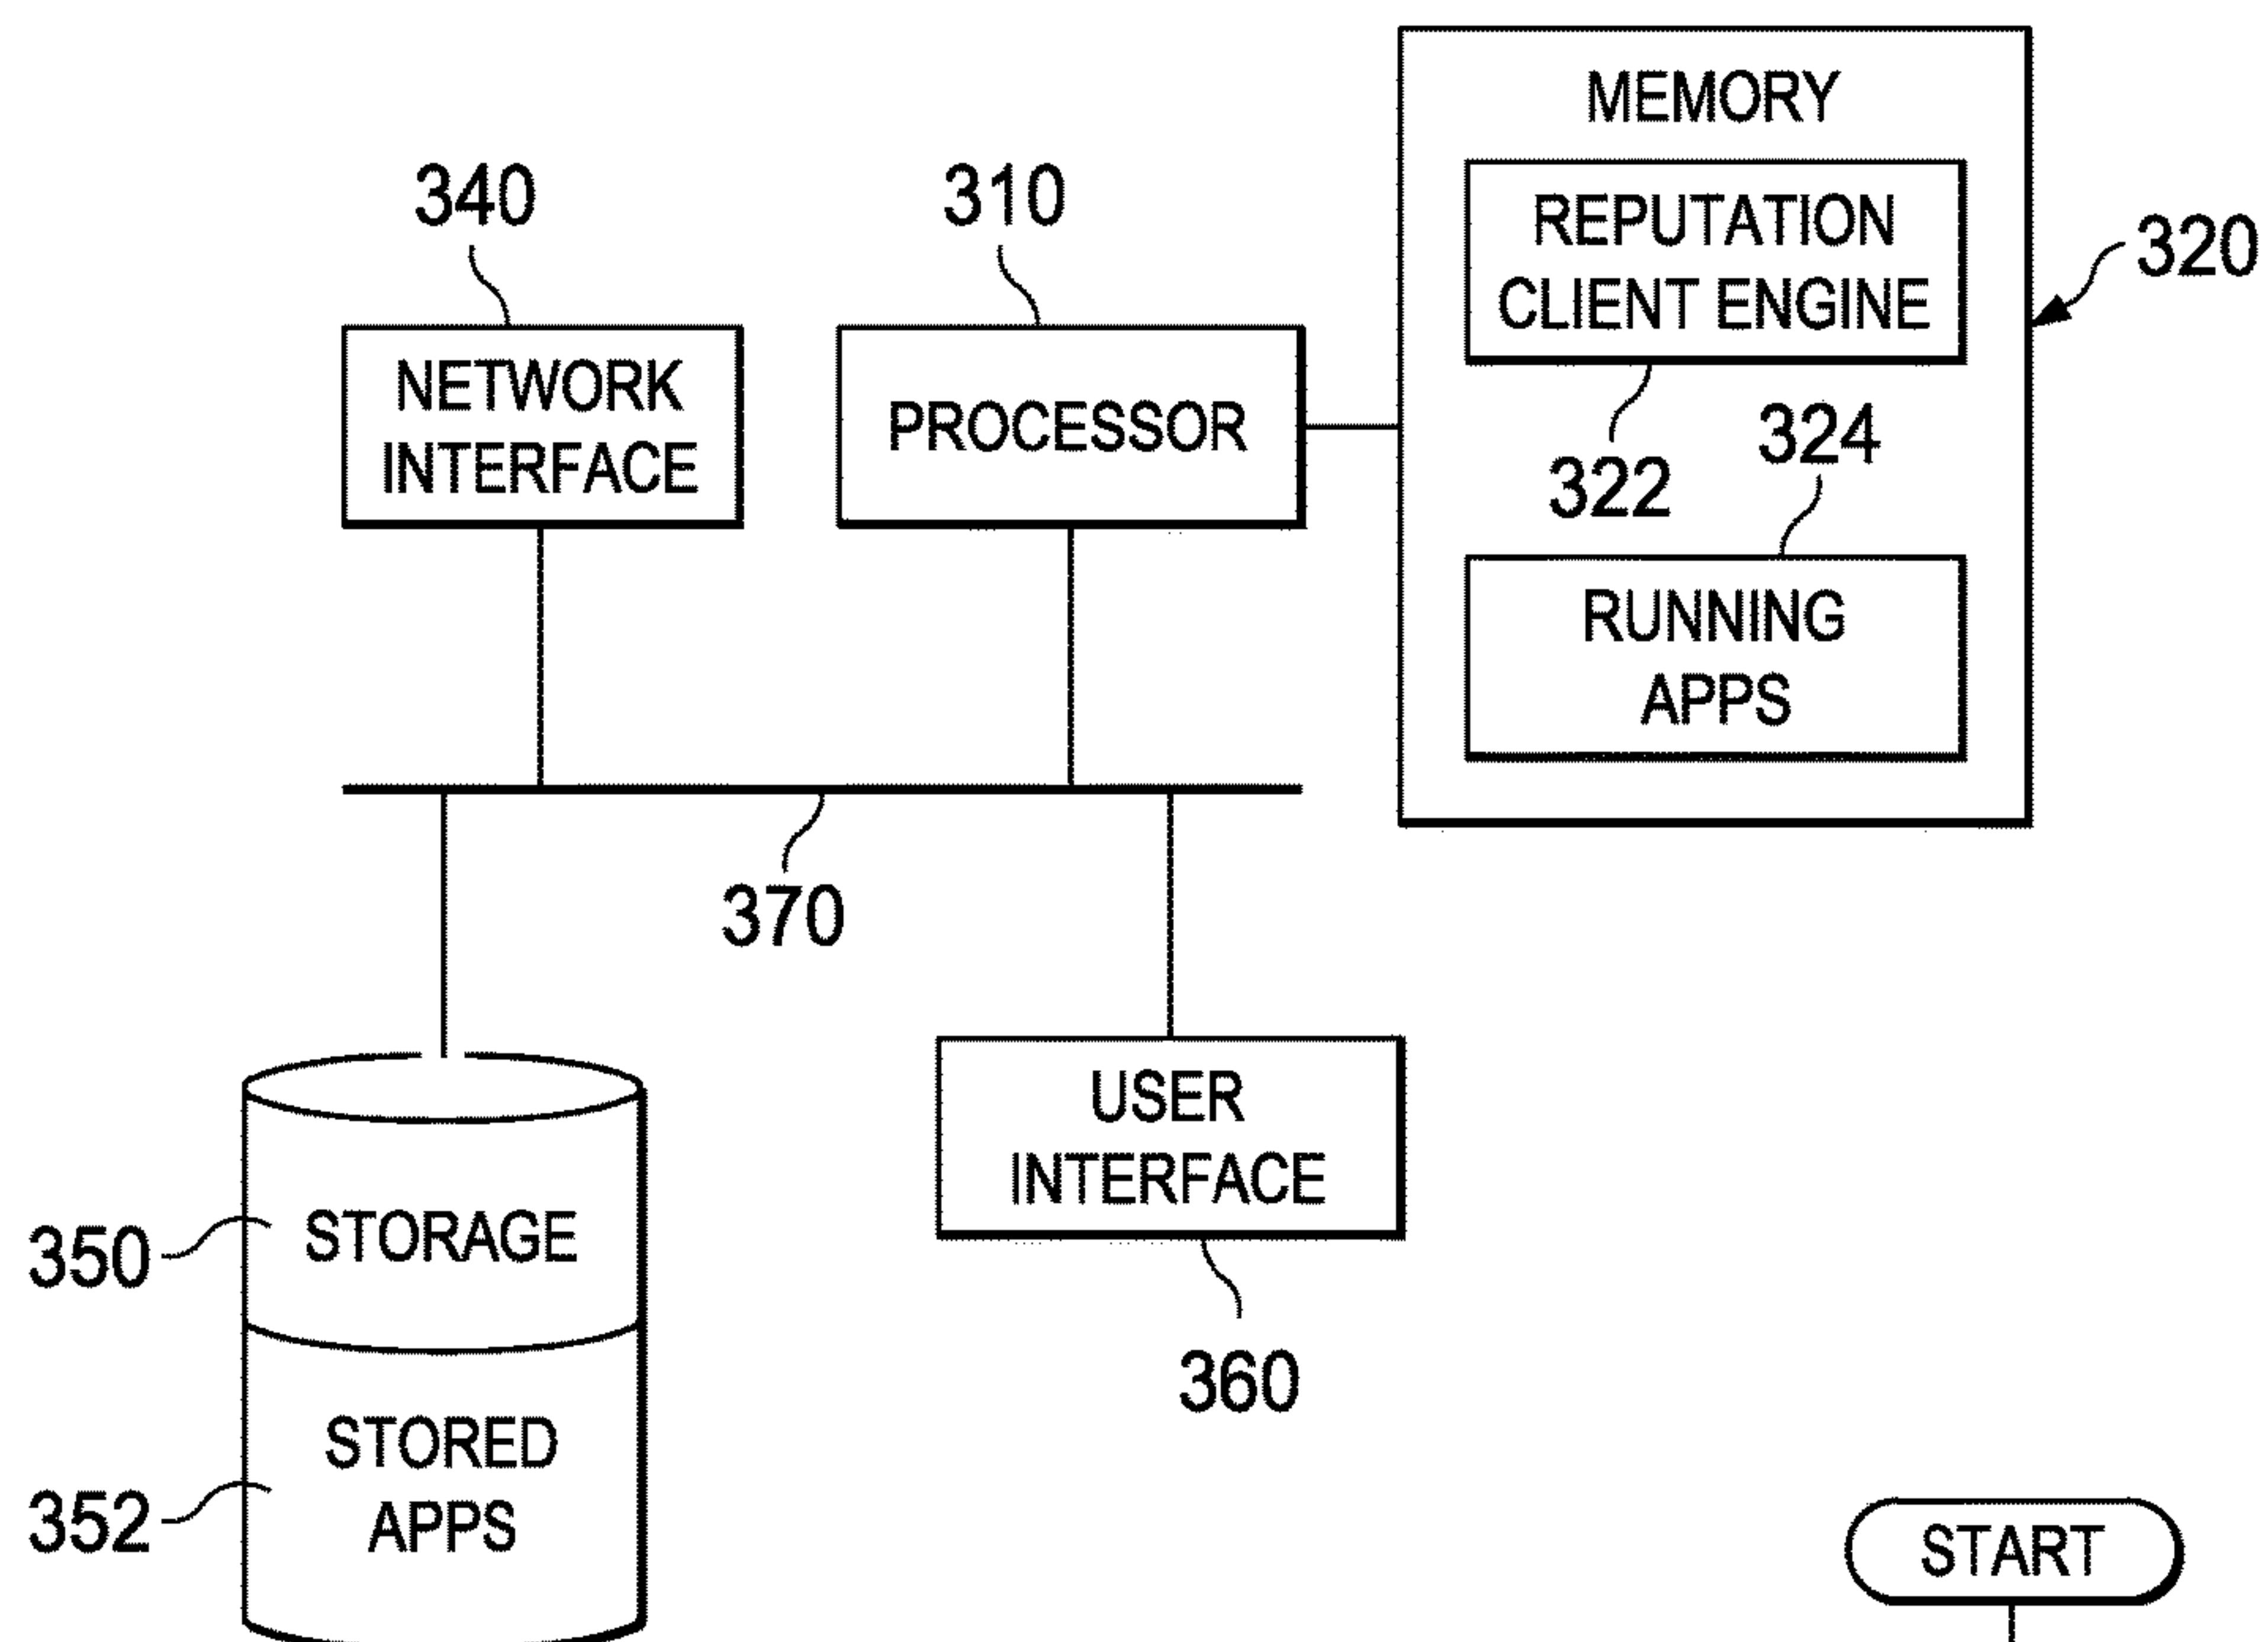 MEMORY
340
310
REPUTATION
CLIENT ENGINE
320
NETWORK
INTERFACE
PROCESSOR
322
324
RUNNING
APPS
370
USER
INTERFACE
350
STORAGE
360
352
STORED
APPS
START